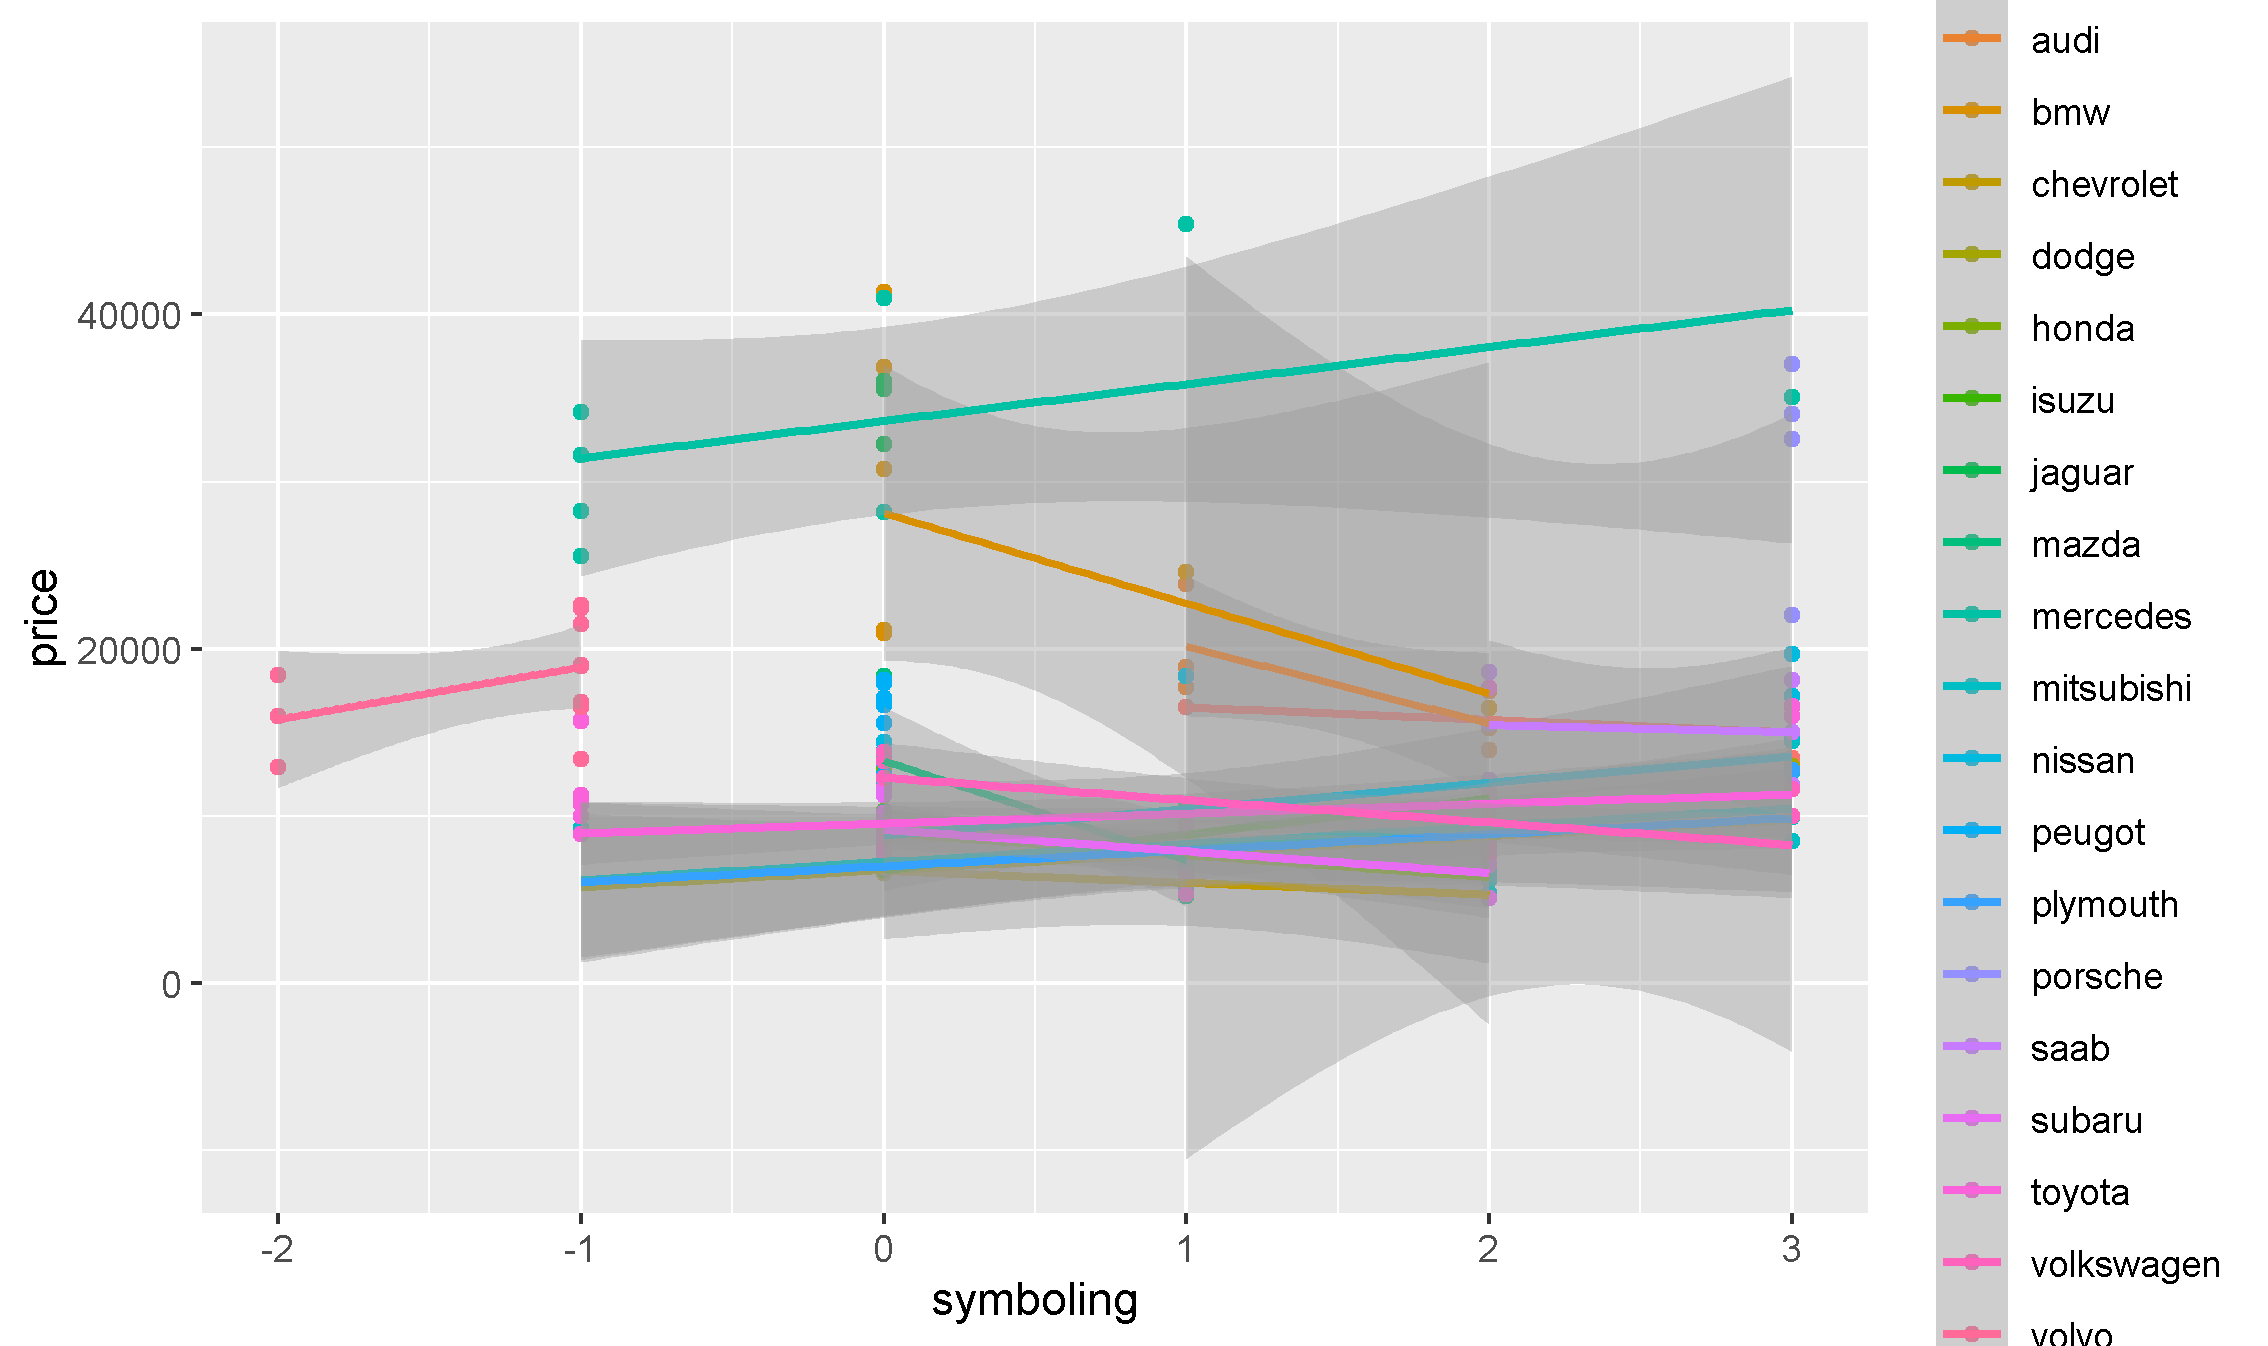 40000
20000
0
price
-2 -1 0 1 2 3
symboling
audi
bmw
chevrolet
dodge
honda
isuzu
jaguar
mazda
mercedes
mitsubishi
nissan
peugot
plymouth
porsche
saab
subaru
toyota
volkswagen
volvo